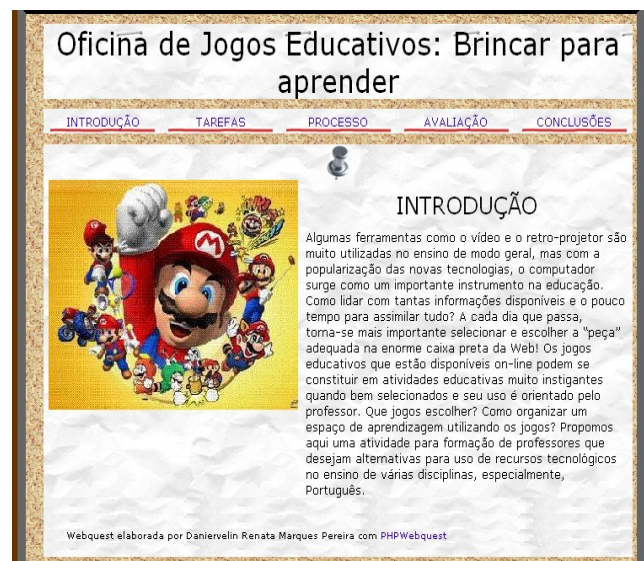 Oficina de Jogos Educativos: Brincar para
aprender
INTRODUÇÃO TAREFAS PROCESSO AVALIAÇÃO CONCLUSÕES
INTRODUÇÃO
Algumas ferramentas como o vídeo e o retro-projetor são
muito utilizadas no ensino de modo geral, mas com a
popularização das novas tecnologias, o computador
surge como um importante instrumento na educação.
Como lidar com tantas informações disponíveis e o pouco
tempo para assimilar tudo? A cada dia que passa,
torna-se mais importante selecionar e escolher a “peça”
adequada na enorme caixa preta da Web! Os jogos
educativos que estão disponíveis on-line podem se
constituir em atividades educativas muito instigantes
quando bem selecionados e seu uso é orientado pelo
professor. Que jogos escolher? Como organizar um
espaço de aprendizagem utilizando os jogos? Propomos
aqui uma atividade para formação de professores que
desejam alternativas para uso de recursos tecnológicos
no ensino de várias disciplinas, especialmente,
Português.
Webquest elaborada por Daniervelin Renata Marques Pereira com PHPWebquest